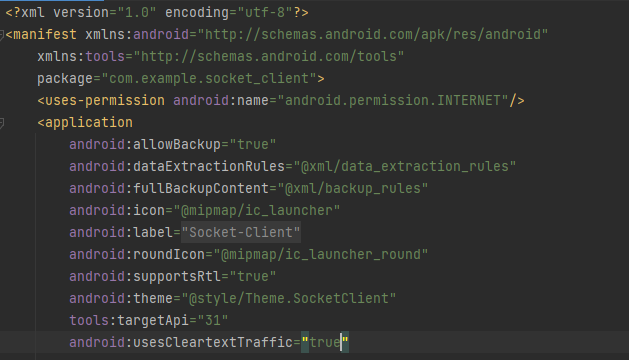 <?xml version="1.0" encoding="utf-8"?>
<manifest xmlns:android="http://schemas.android.com/apk/res/android"
xmlns:tools="http://schemas.android.com/tools"
package="com.example.socket_client">
<uses-permission android:name="android.permission.INTERNET"/>
<application
android:allowBackup="true"
android:dataExtractionRules="@xml/data_extraction_rules"
android:fullBackupContent="@xml/backup_rules"
android:icon="@mipmap/ic_launcher"
android:label="Socket-Client"
android:roundIcon="@mipmap/ic_launcher_round"
android:supportsRtl="true"
android:theme="@style/Theme.SocketClient"
tools:targetApi="31"
android:usesCleartextTraffic="true"